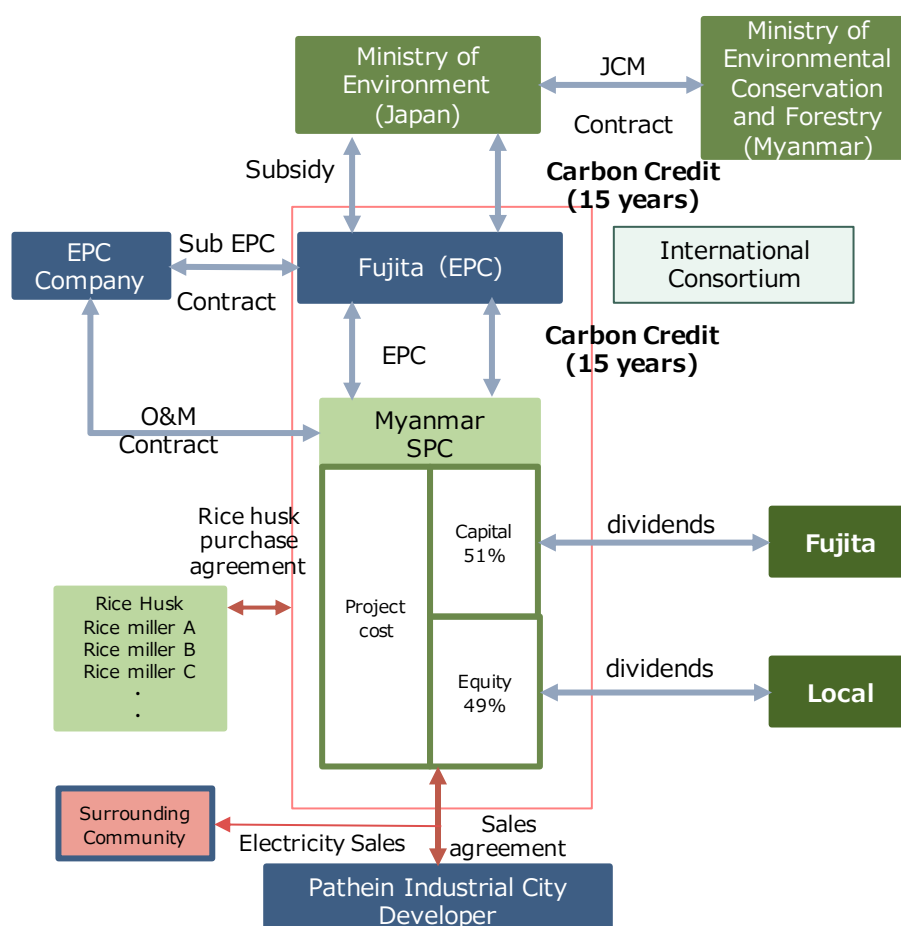 Ministry of
Environment
(Japan)
JCM
Contract
Ministry of
Environmental
Conservation
and Forestry
(Myanmar)
Subsidy
Carbon Credit
(15 years)
EPC
Company
Sub EPC
Contract
Fujita（EPC）
International
Consortium
EPC
Carbon Credit
(15 years)
O&M
Contract
Myanmar
SPC
Rice husk
purchase
agreement
Project
cost
Capital
51%
dividends
Fujita
Rice Husk
Rice miller A
Rice miller B
Rice miller C
.
.
Equity
49%
dividends
Local
Surrounding
Community
Electricity Sales
Sales
agreement
Pathein Industrial City
Developer